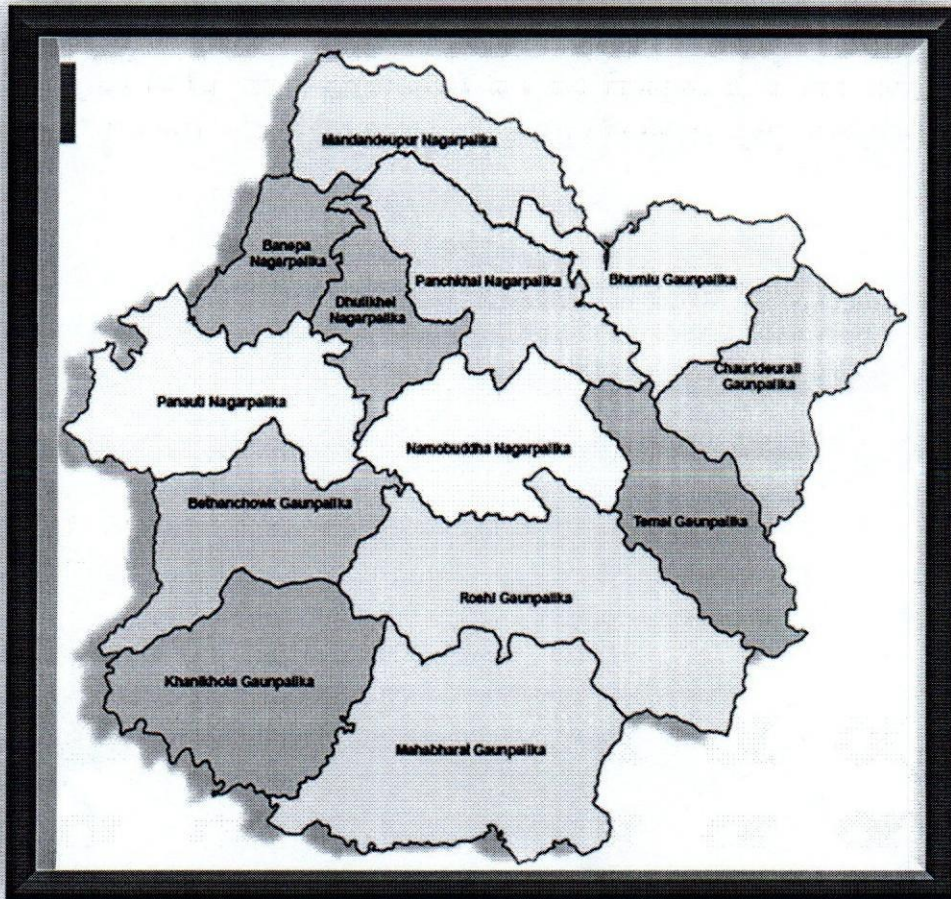 Mandandeupur Nagarpalika
Banepa
Nagarpalika
Panchkhal Nagarpalika
Bhumlu Gaunpalika
Dhulikhel
Nagarpalika
Chaurideurali
Gaunpalika
Panauti Nagarpalika
Namobuddha Nagarpalika
Bethanchowk Gaunpalika
Temal Gaunpalika
Roshi Gaunpalika
Khanikhola Gaunpalika
Mahabharat Gaunpalika